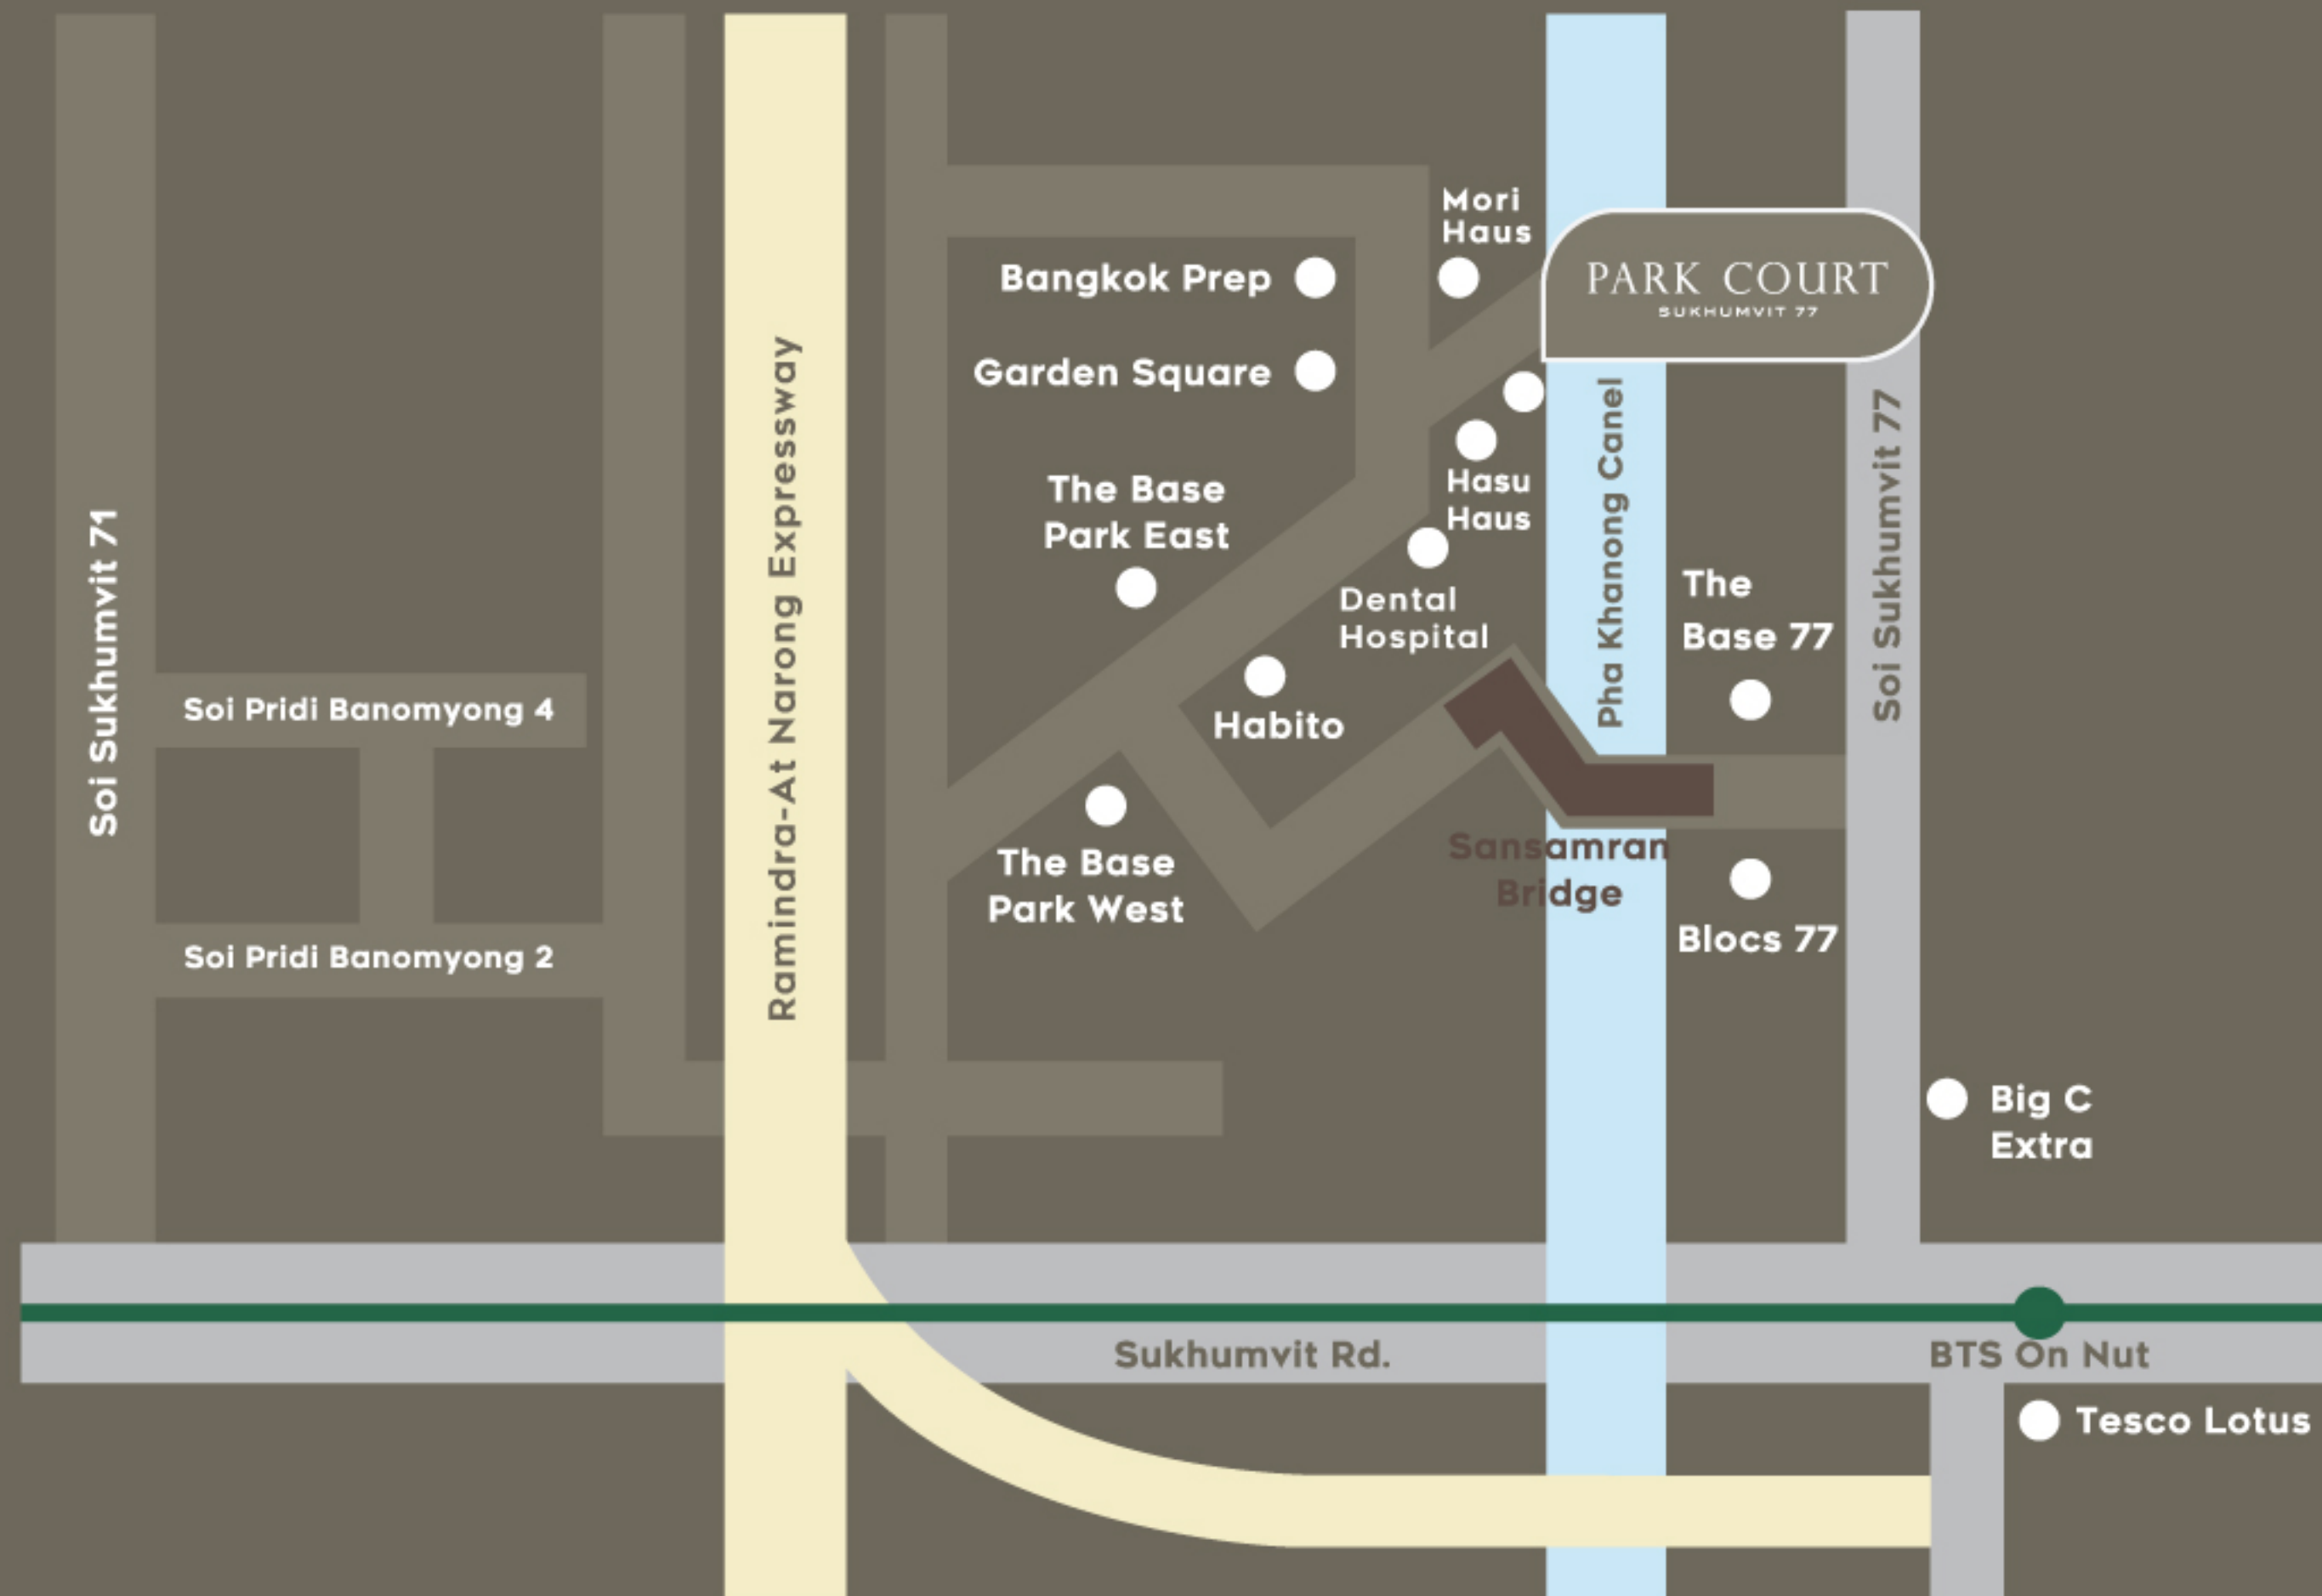 Mori
Haus
PARK COURT
SUKHUMVIT 77
Bangkok Prep
Garden Square
Hasu
Haus
The Base
Park East
Dental
Hospital
Habito
The Base
Park West
Ramindra-At Narong Expressway
Pha Khanong Canel
Soi Sukhumvit 77
Soi Sukhumvit 71
The
Base 77
Soi Pridi Banomyong 4
Sansamran
Bridge
Blocs 77
Soi Pridi Banomyong 2
Big C
Extra
Sukhumvit Rd.
BTS On Nut
Tesco Lotus